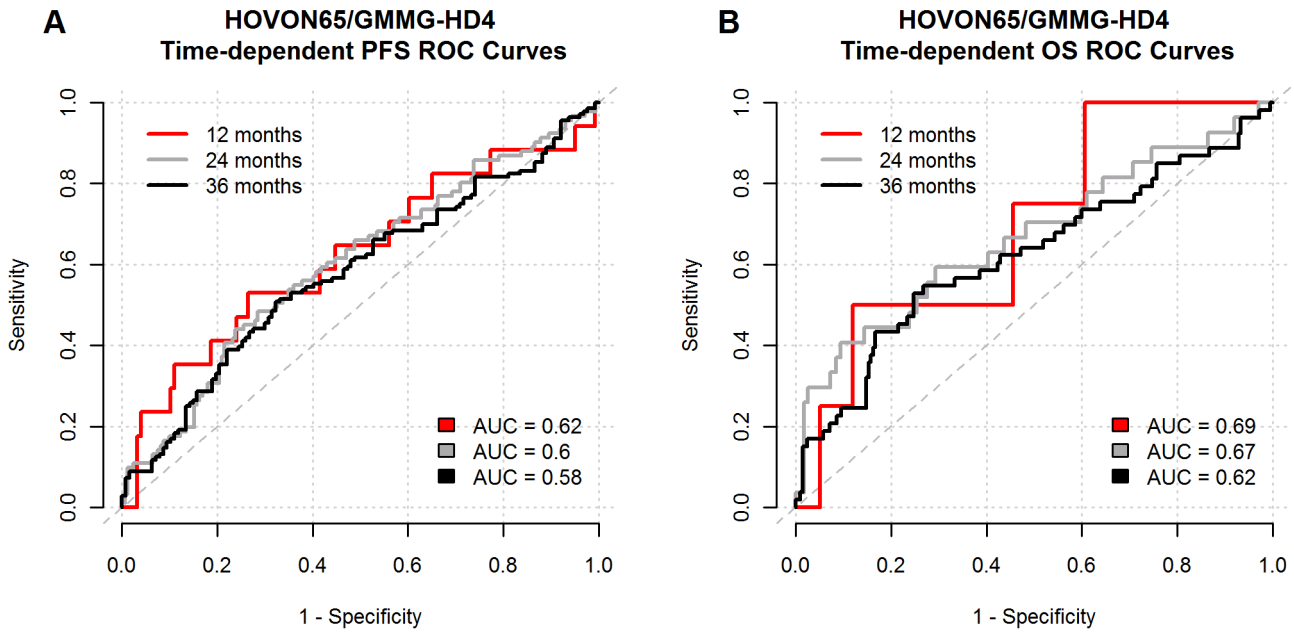 A
HOVON65/GMMG-HD4
Time-dependent PFS ROC Curves
1.0
0.8
0.6
0.4
0.2
0.0
Sensitivity
12 months
24 months
36 months
AUC = 0.62
AUC = 0.6
AUC = 0.58
0.0 0.2 0.4 0.6 0.8 1.0
1 - Specificity
B
HOVON65/GMMG-HD4
Time-dependent OS ROC Curves
1.0
0.8
0.6
0.4
0.2
0.0
Sensitivity
12 months
24 months
36 months
AUC = 0.69
AUC = 0.67
AUC = 0.62
0.0 0.2 0.4 0.6 0.8 1.0
1 - Specificity